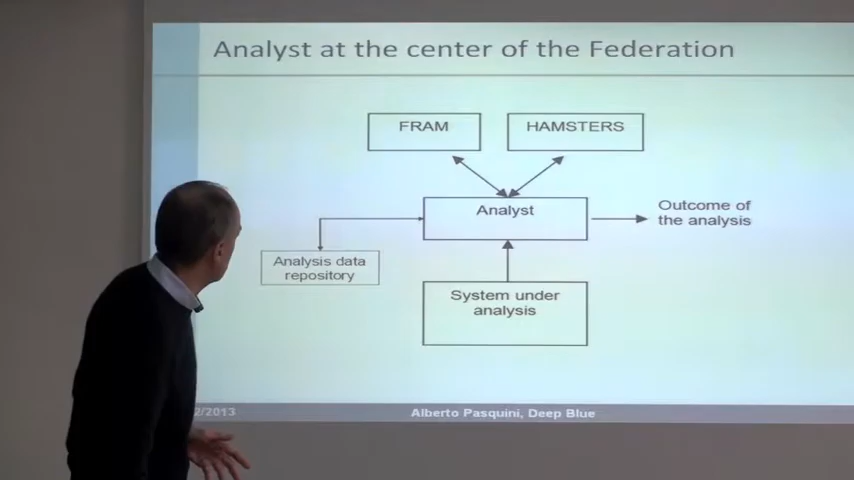 Analyst at the center of the Federation
FRAM
HAMSTERS
Analyst
Outcome of
the analysis
Analysis data
repository
System under
analysis
2/2013
Alberto Pasquini, Deep Blue